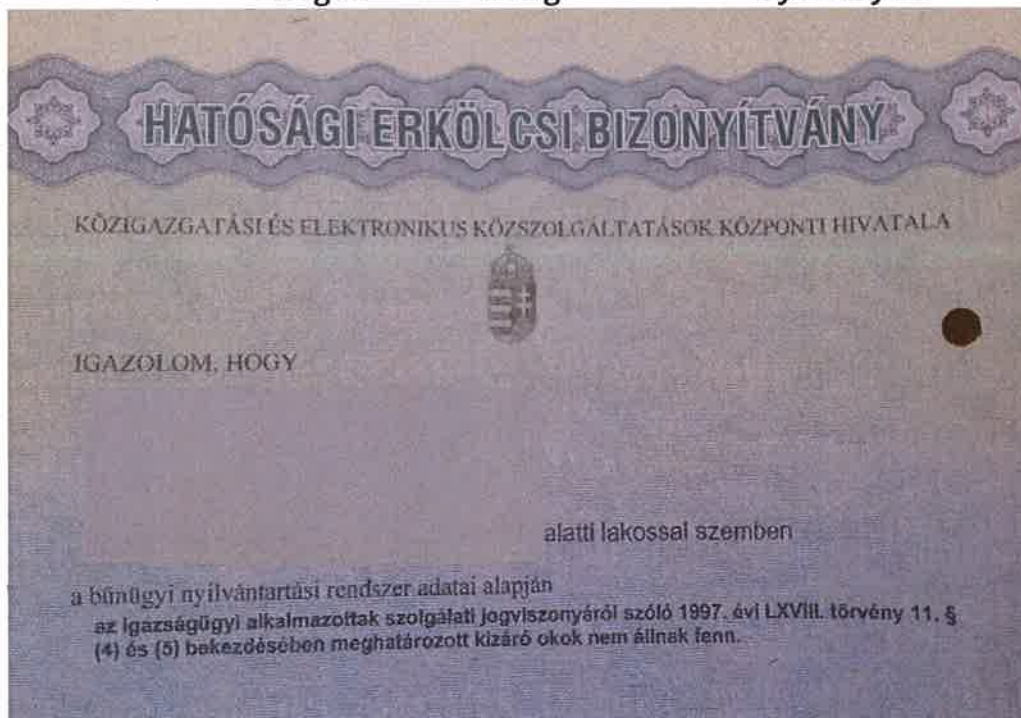 HATÓSÁGI ERKÖLCSI BIZONYÍTVÁNY
KÖZIGAZGATÁSI ÉS ELEKTRONIKUS KÖZSZOLGÁLTATÁSOK KÖZPONTI HIVATALA
IGAZOLOM, HOGY
alatti lakossal szemben
a bűnügyi nyilvántartási rendszer adatai alapján
az igazságügyi alkalmazottak szolgálati jogviszonyáról szóló 1997. évi LXVIII. törvény 11. §
(4) és (5) bekezdésében meghatározott kizáró okok nem állnak fenn.